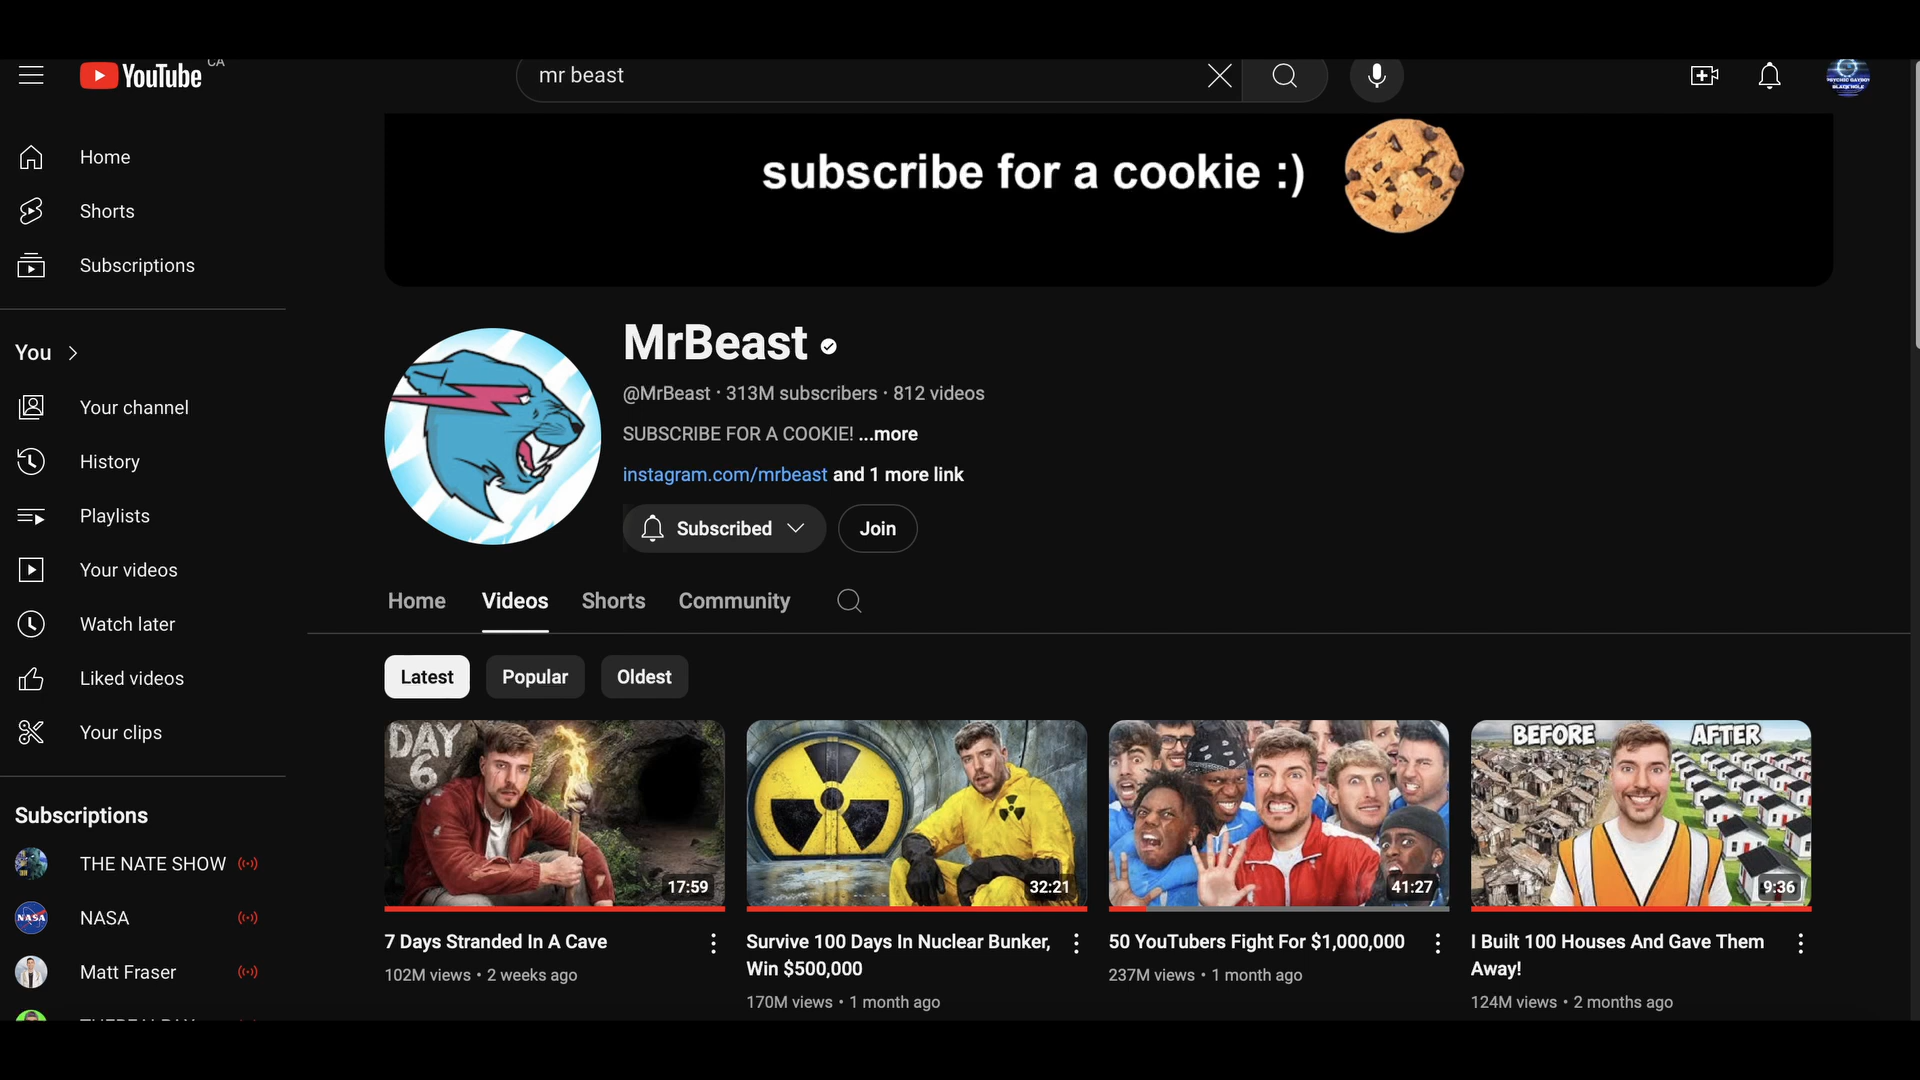 YouTube CA
mr beast
subscribe for a cookie :)
Home
Shorts
Subscriptions
You
Your channel
History
Playlists
Your videos
Watch later
Liked videos
Your clips
Subscriptions
THE NATE SHOW
NASA
NASA
Matt Fraser
MrBeast
@MrBeast · 313M subscribers · 812 videos
SUBSCRIBE FOR A COOKIE! ...more
instagram.com/mrbeast and 1 more link
Subscribed
Join
Home Videos Shorts Community
Latest Popular Oldest
DAY
6
17:59
7 Days Stranded In A Cave
102M views • 2 weeks ago
32:21
Survive 100 Days In Nuclear Bunker,
Win $500,000
170M views • 1 month ago
41:27
50 YouTubers Fight For $1,000,000
237M views • 1 month ago
BEFORE AFTER
9:36
I Built 100 Houses And Gave Them
Away!
124M views • 2 months ago